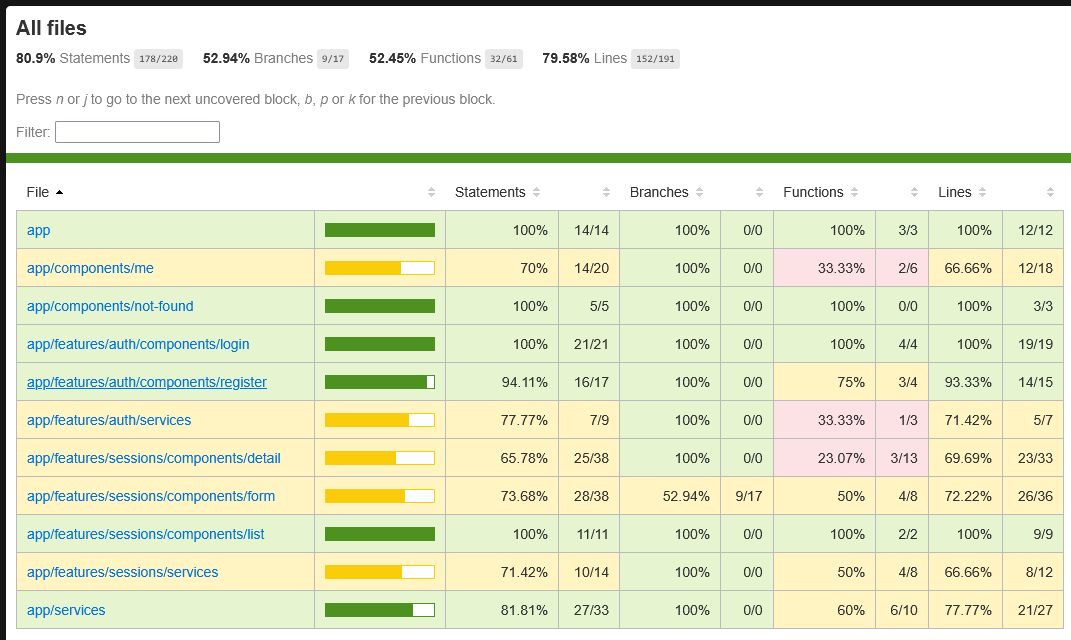 All files
80.9% Statements 178/220 52.94% Branches 9/17 52.45% Functions 32/61 79.58% Lines 152/191
Press n or j to go to the next uncovered block, b, p or k for the previous block.
Filter:
File Statements Branches Functions Lines
app 100% 14/14 100% 0/0 100% 3/3 100% 12/12
app/components/me 70% 14/20 100% 0/0 33.33% 2/6 66.66% 12/18
app/components/not-found 100% 5/5 100% 0/0 100% 0/0 100% 3/3
app/features/auth/components/login 100% 21/21 100% 0/0 100% 4/4 100% 19/19
app/features/auth/components/register 94.11% 16/17 100% 0/0 75% 3/4 93.33% 14/15
app/features/auth/services 77.77% 7/9 100% 0/0 33.33% 1/3 71.42% 5/7
app/features/sessions/components/detail 65.78% 25/38 100% 0/0 23.07% 3/13 69.69% 23/33
app/features/sessions/components/form 73.68% 28/38 52.94% 9/17 50% 4/8 72.22% 26/36
app/features/sessions/components/list 100% 11/11 100% 0/0 100% 2/2 100% 9/9
app/features/sessions/services 71.42% 10/14 100% 0/0 50% 4/8 66.66% 8/12
app/services 81.81% 27/33 100% 0/0 60% 6/10 77.77% 21/27